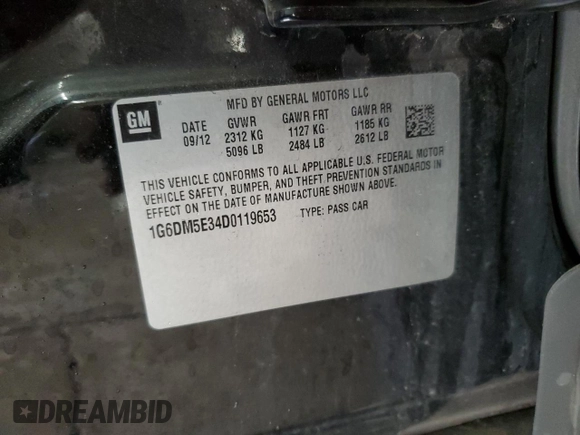 MFD BY GENERAL MOTORS LLC
GM
DATE GVWR GAWR FRT GAWR RR
09/12 2312 KG 1127 KG 1185 KG
5096 LB 2484 LB 2612 LB
THIS VEHICLE CONFORMS TO ALL APPLICABLE U.S. FEDERAL MOTOR
VEHICLE SAFETY, BUMPER, AND THEFT PREVENTION STANDARDS IN
EFFECT ON THE DATE OF MANUFACTURE SHOWN ABOVE.
1G6DM5E34D0119653 TYPE: PASS CAR
DREAMBID